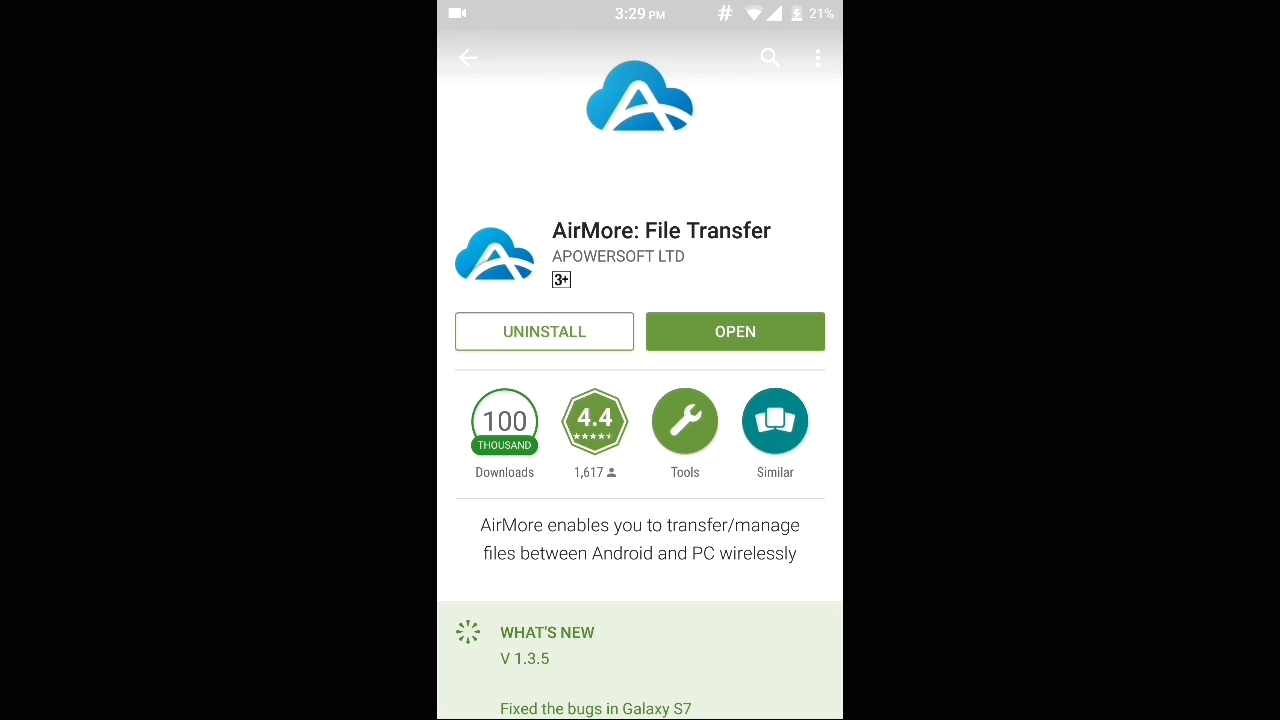 3:29 PM # 21%
AirMore: File Transfer
APOWERSOFT LTD
3+
UNINSTALL OPEN
100 4.4
THOUSAND
Downloads 1,617 Tools Similar
AirMore enables you to transfer/manage
files between Android and PC wirelessly
WHAT'S NEW
V 1.3.5
Fixed the bugs in Galaxy S7